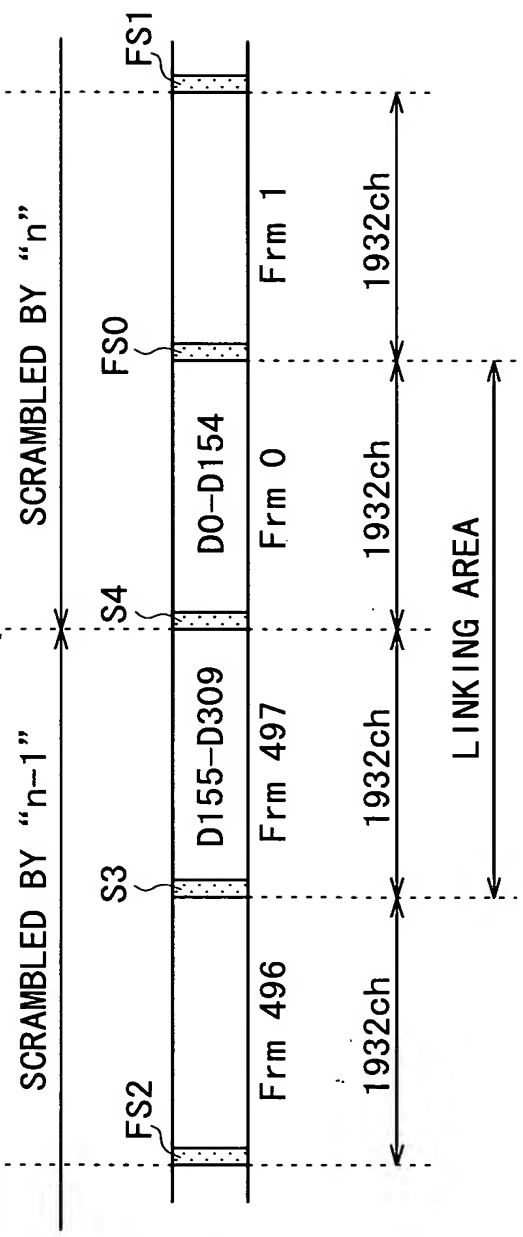 SCRAMBLED BY “n-1”
SCRAMBLED BY “n”
FS2
S3
S4
FS0
FS1
D155-D309
D0-D154
Frm 496
Frm 497
Frm 0
Frm 1
1932ch
1932ch
1932ch
1932ch
LINKING AREA